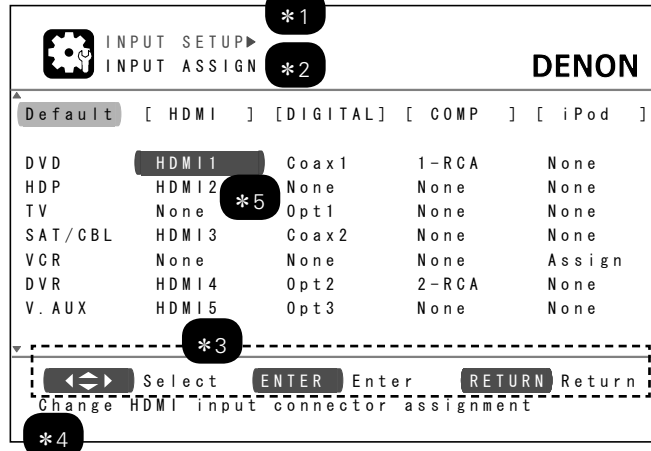 *1
INPUT SETUP▶
INPUT ASSIGN *2 DENON
Default [ HDMI ] [DIGITAL] [ COMP ] [ iPod ]
DVD HDMI1 Coax1 1-RCA None
HDP HDMI2 None None None
*5
TV None Opt1 None None
SAT/CBL HDMI3 Coax2 None None
VCR None None None Assign
DVR HDMI4 Opt2 2-RCA None
V.AUX HDMI5 Opt3 None None
*3
Select ENTER Enter RETURN Return
Change HDMI input connector assignment
*4